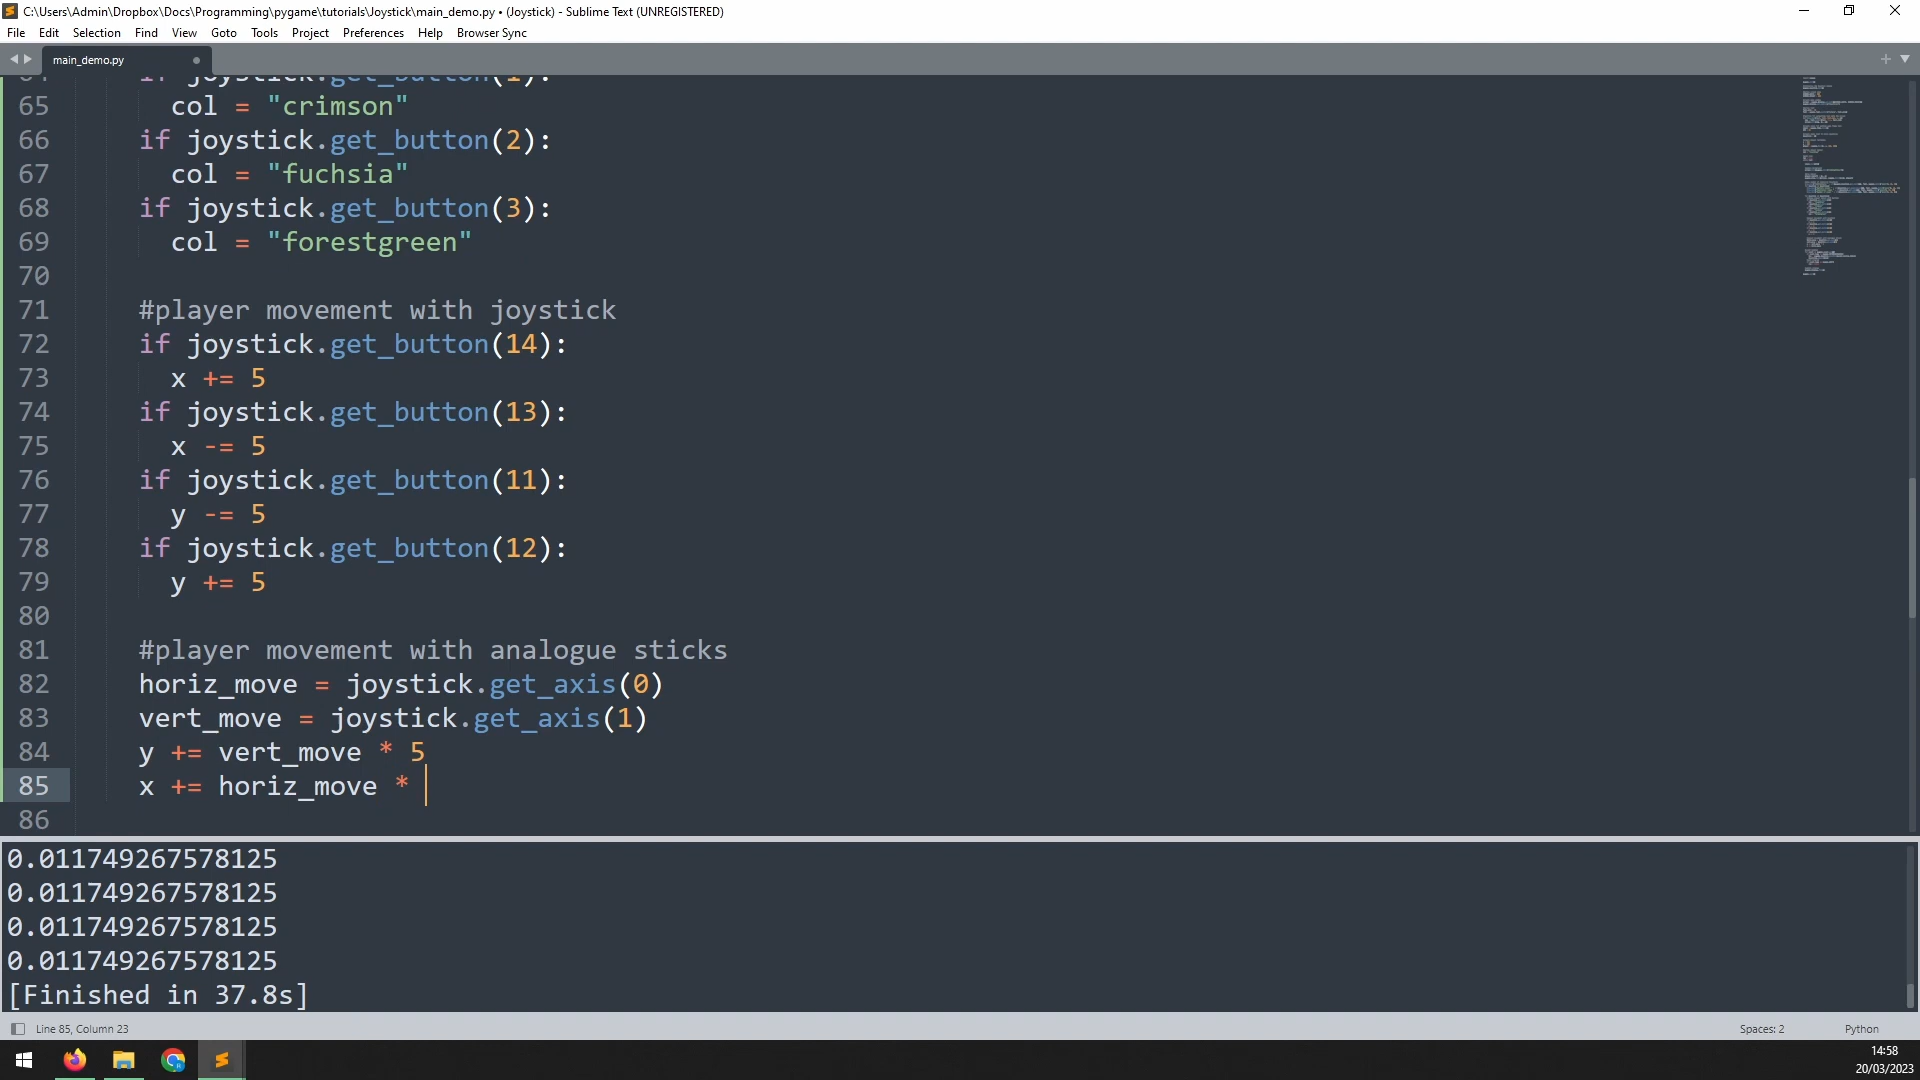 C:\Users\Admin\Dropbox\Docs\Programming\pygame\tutorials\Joystick\main_demo.py • (Joystick) - Sublime Text (UNREGISTERED)
File Edit Selection Find View Goto Tools Project Preferences Help Browser Sync
main_demo.py
64 if joystick.get_button(1):
65 col = "crimson"
66 if joystick.get_button(2):
67 col = "fuchsia"
68 if joystick.get_button(3):
69 col = "forestgreen"
70
71 #player movement with joystick
72 if joystick.get_button(14):
73 x += 5
74 if joystick.get_button(13):
75 x -= 5
76 if joystick.get_button(11):
77 y -= 5
78 if joystick.get_button(12):
79 y += 5
80
81 #player movement with analogue sticks
82 horiz_move = joystick.get_axis(0)
83 vert_move = joystick.get_axis(1)
84 y += vert_move * 5
85 x += horiz_move *
86
0.011749267578125
0.011749267578125
0.011749267578125
0.011749267578125
[Finished in 37.8s]
Line 85, Column 23 Spaces: 2 Python
14:58
20/03/2023